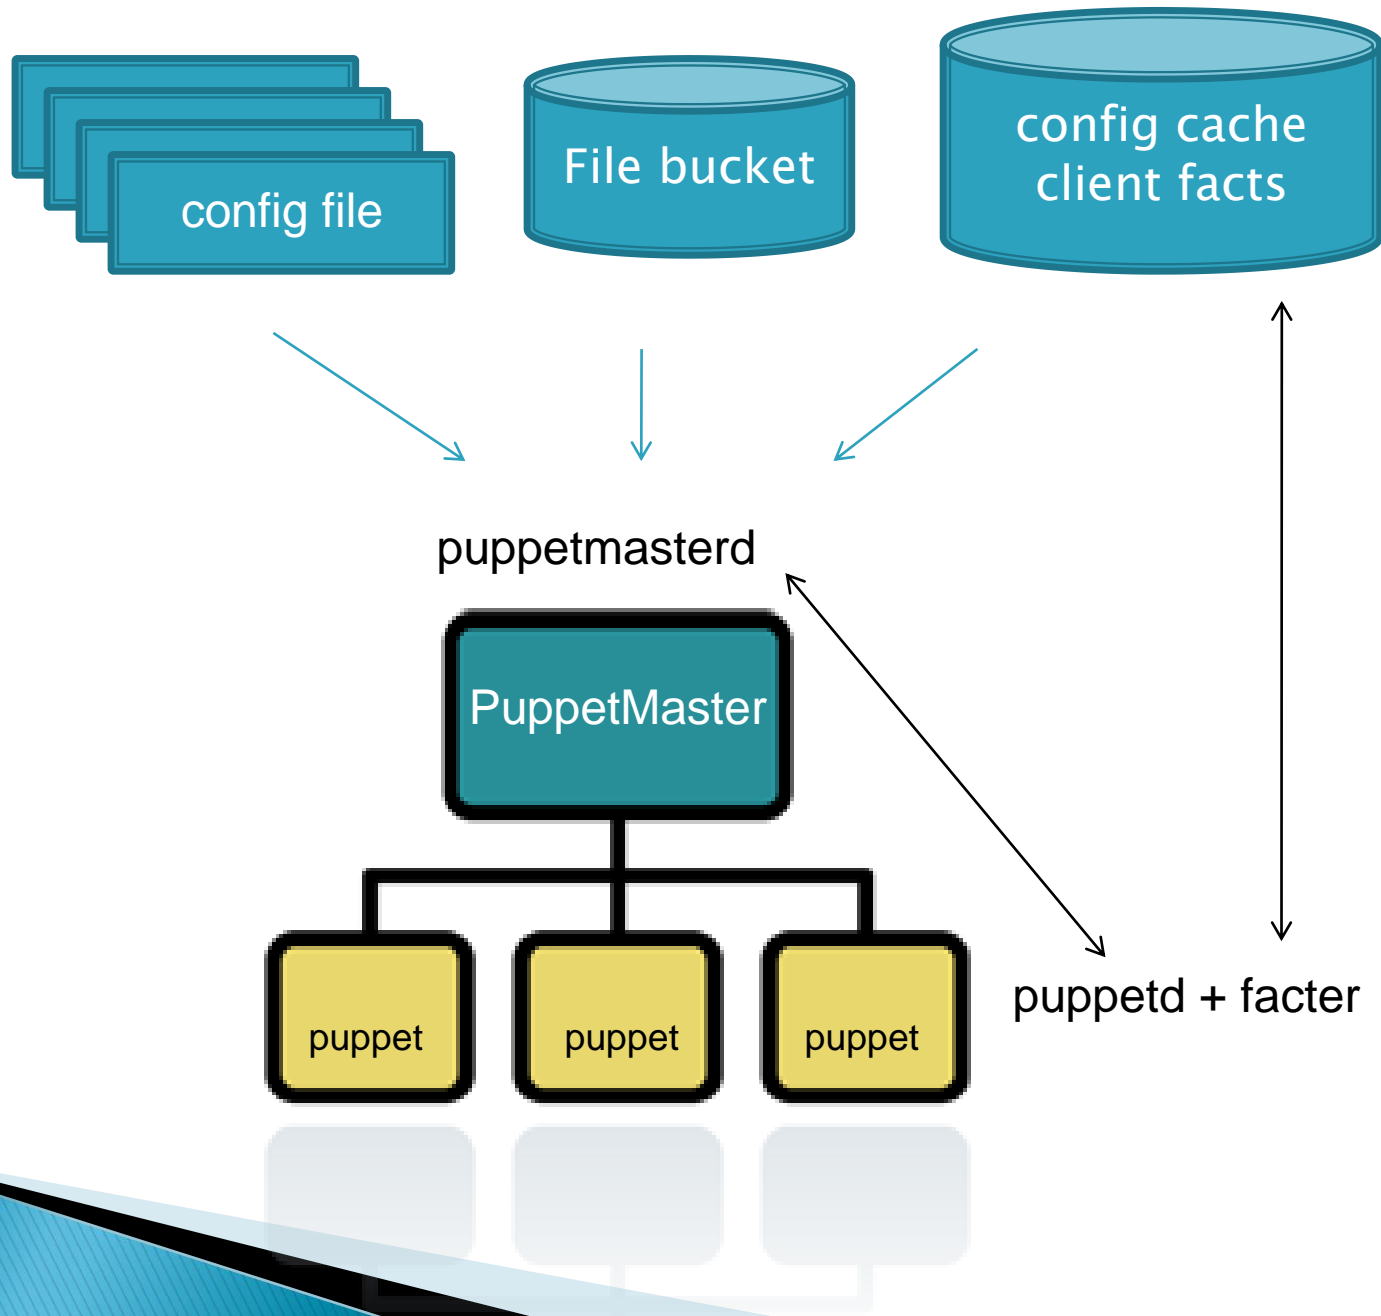 config file
File bucket
config cache
client facts
puppetmasterd
PuppetMaster
puppet
puppet
puppet
puppetd + facter